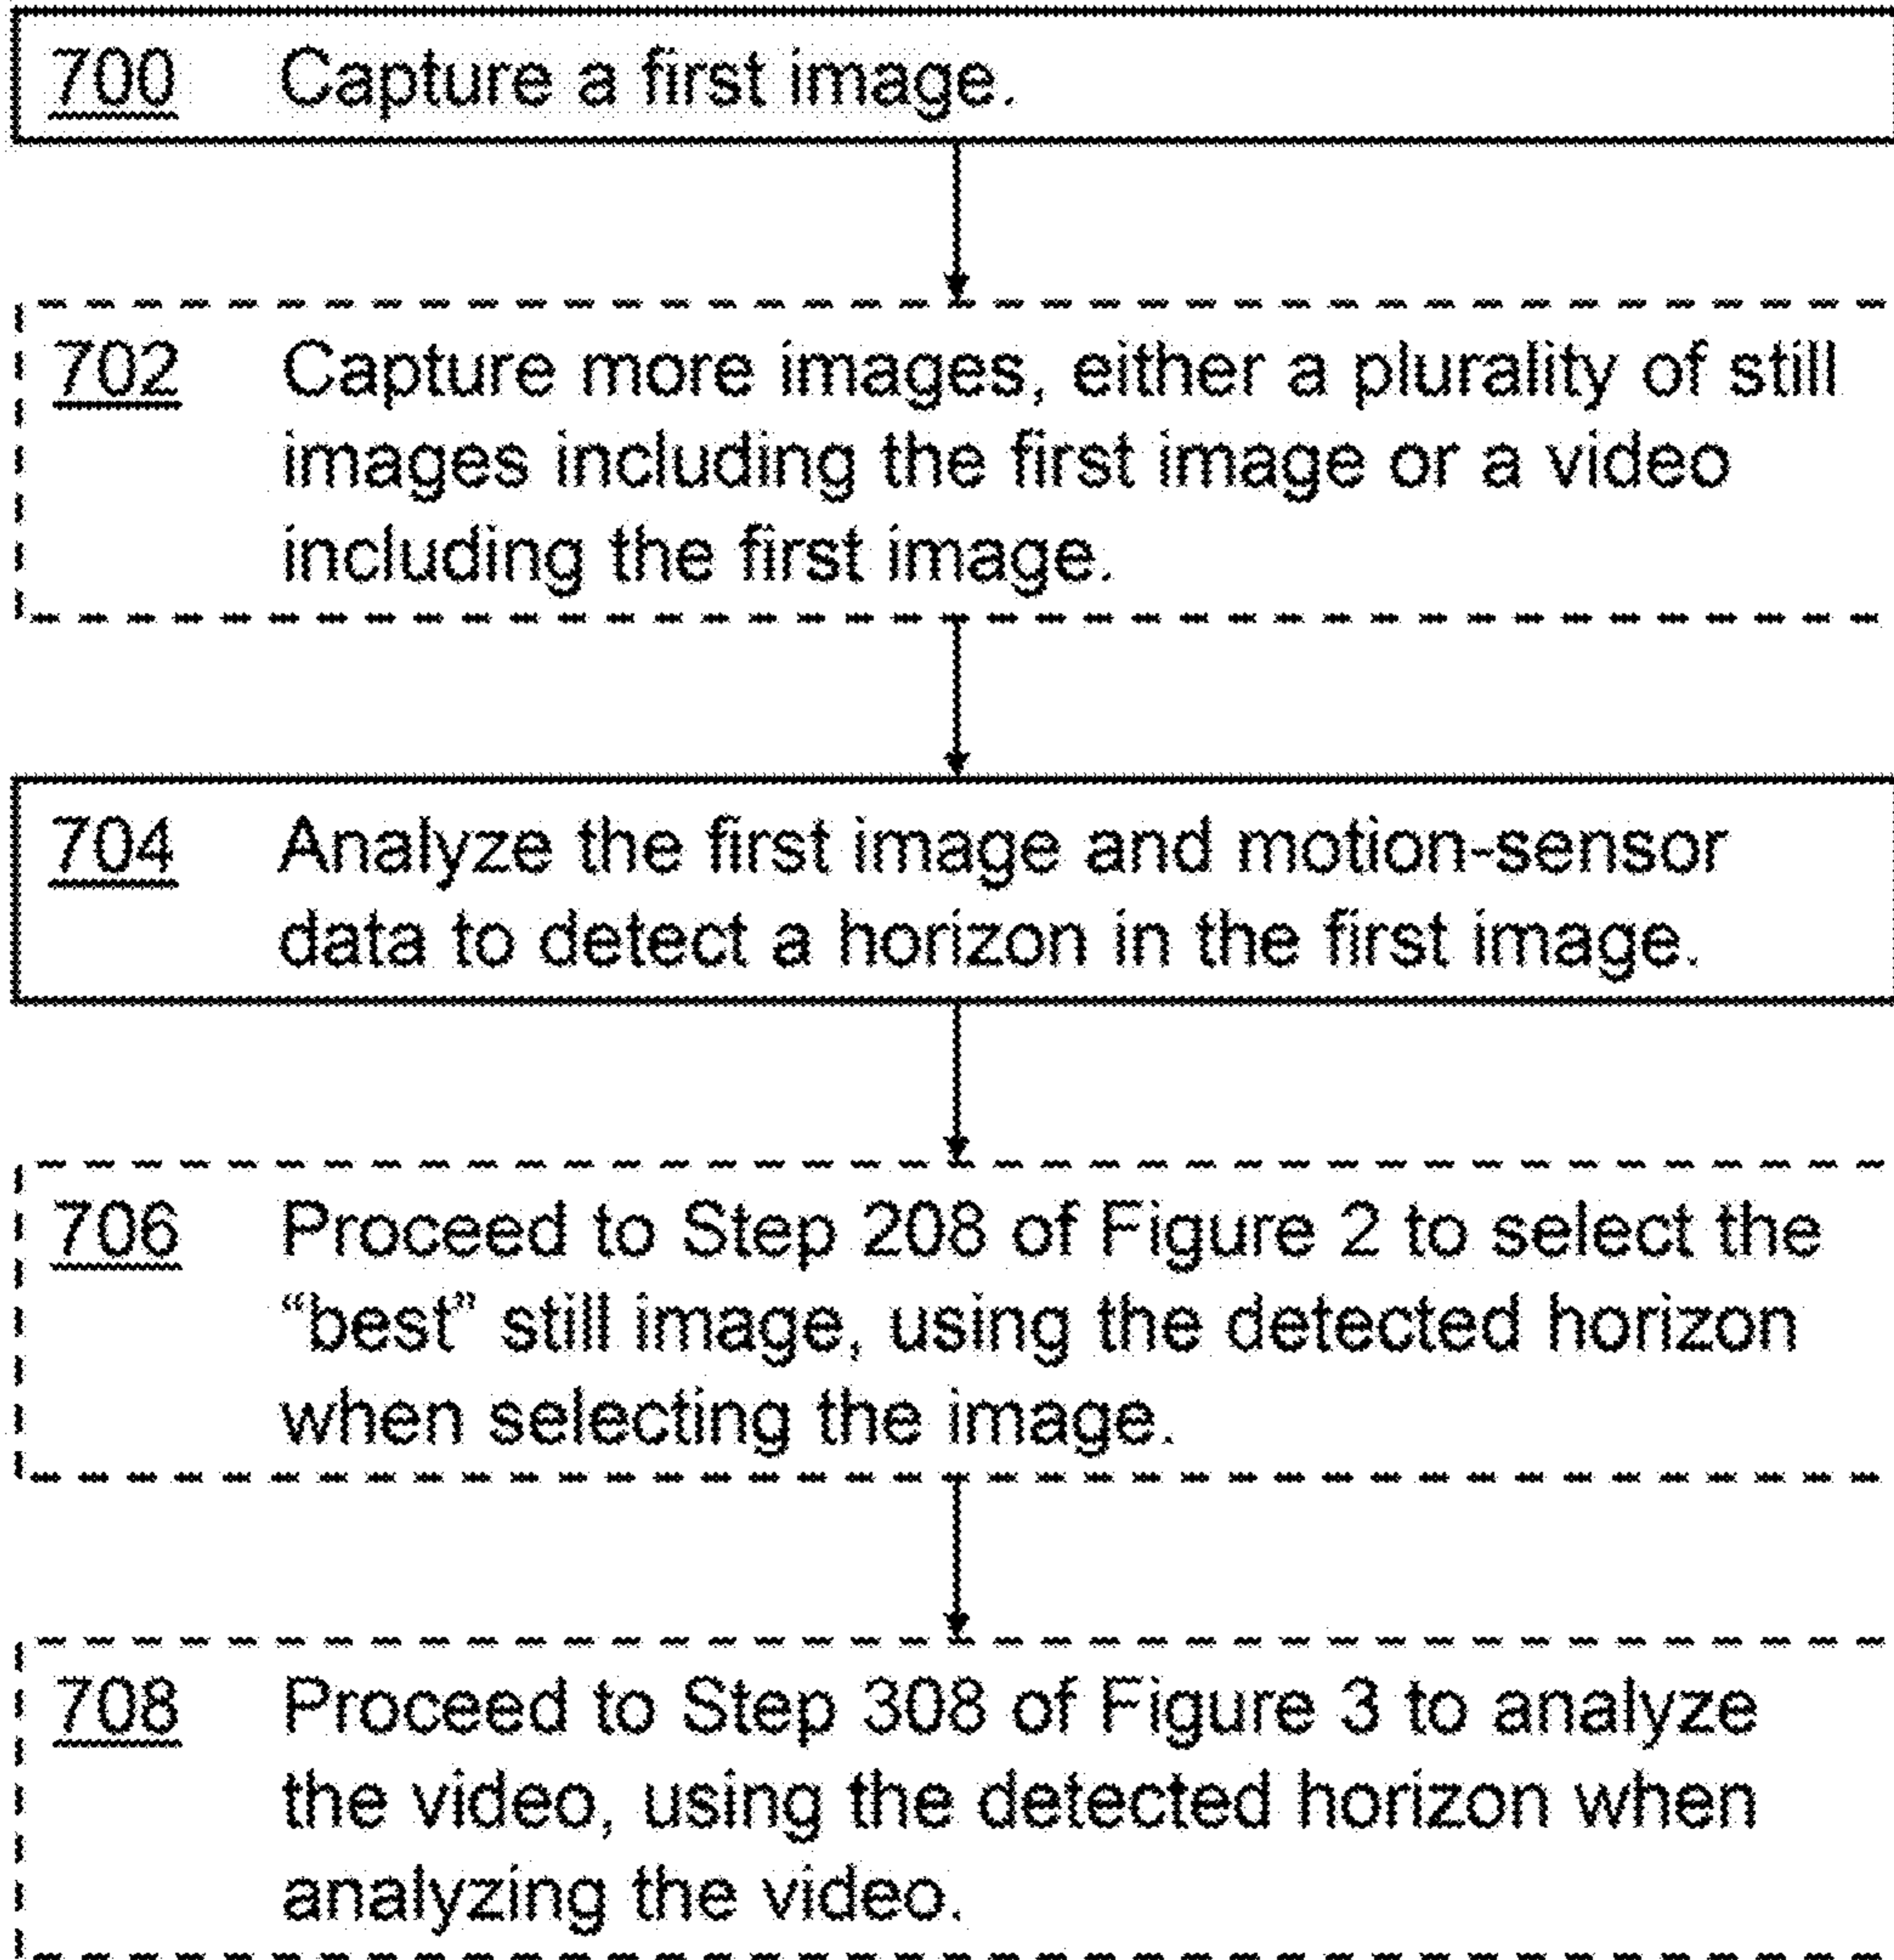 700 Capture a first image.
702 Capture more images, either a plurality of still
images including the first image or a video
including the first image.
704 Analyze the first image and motion-sensor
data to detect a horizon in the first image.
706 Proceed to Step 208 of Figure 2 to select the
“best” still image, using the detected horizon
when selecting the image.
708 Proceed to Step 308 of Figure 3 to analyze
the video, using the detected horizon when
analyzing the video.